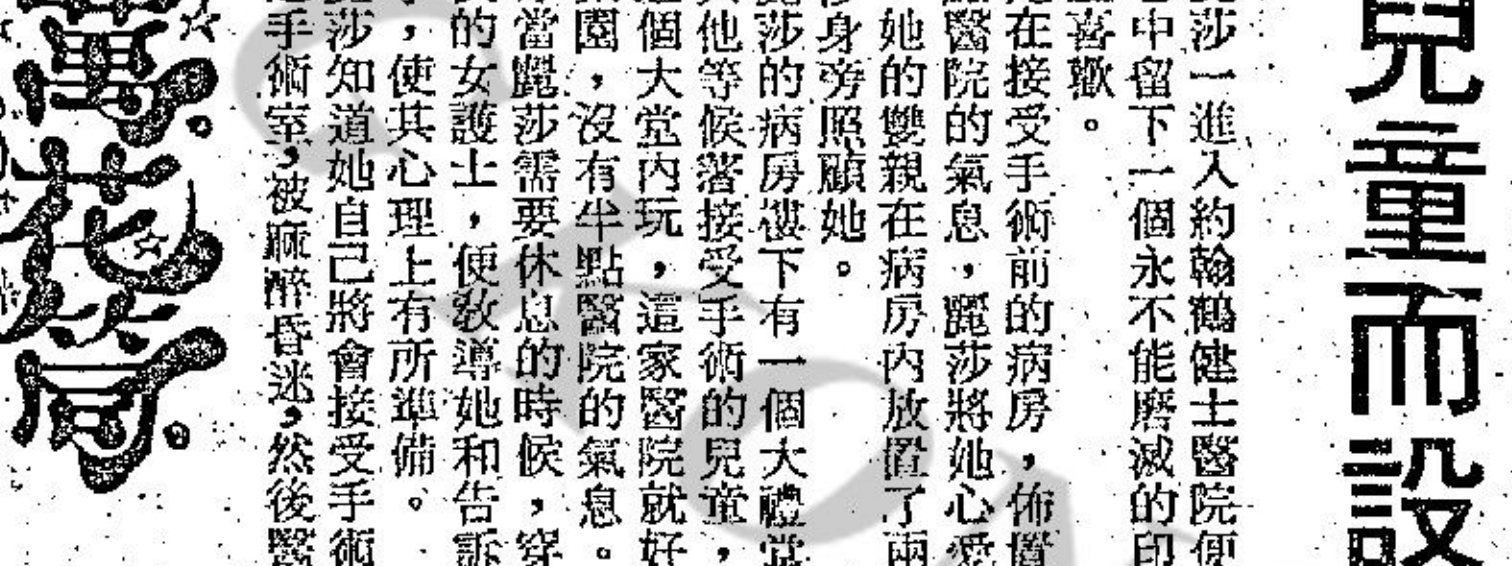 兒童而設
莎一進入約翰鶴健士醫院便
中留下一個永不能磨滅的印
喜歡。
在接受手術前的病房，佈置
醫院的氣息，麗莎將她心愛
她的雙親在病房內放置了兩
身旁照顧她。
莎的病房樓下有一個大禮堂
他等候著接受手術的兒童，
個大堂內玩，這家醫院就好
園，沒有半點醫院的氣息。
當麗莎需要休息的時候，穿
的女護士，便教導她和告訴
，使其心理上有所準備。
莎知道她自己將會接受手術
手術室，被麻醉昏迷，然後醫
萬花筒